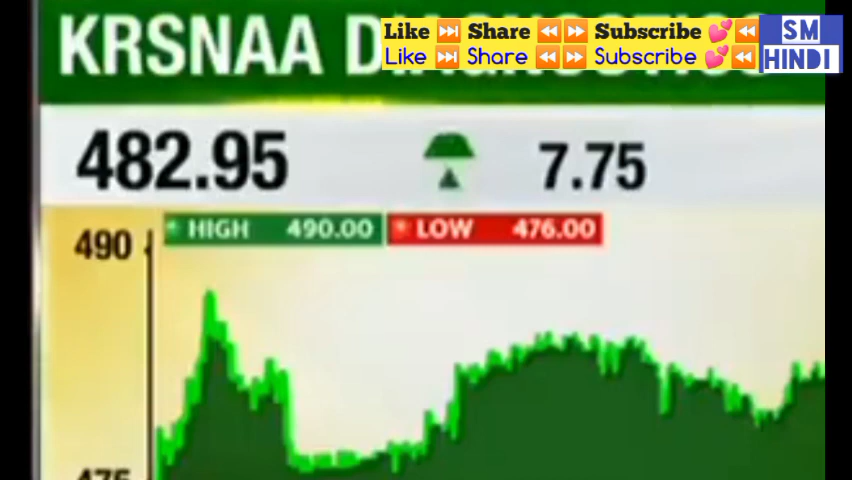 KRSNAA
Like ⏭ Share ⏪⏩ Subscribe 💕⏪
Like ⏭ Share ⏪⏩ Subscribe 💕⏪
SM
HINDI
482.95 7.75
HIGH 490.00 LOW 476.00
490
475